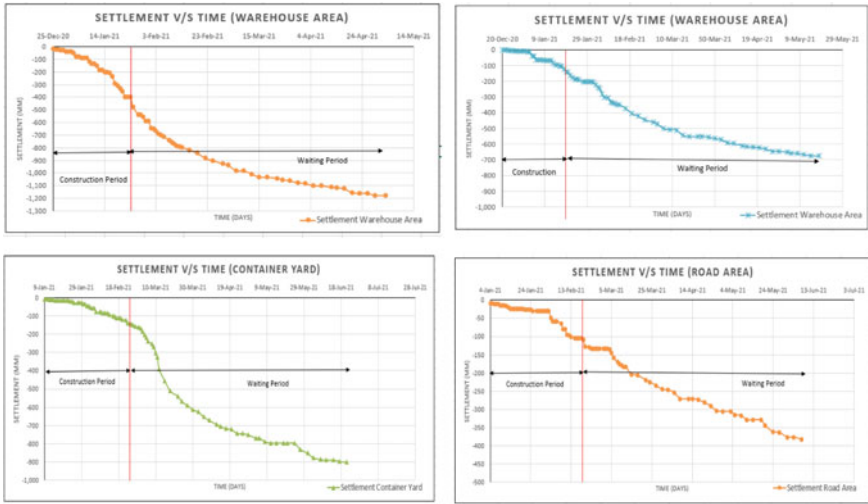 SETTLEMENT V/S TIME (WAREHOUSE AREA)
25-Dec-20 14-Jan-21 3-Feb-21 23-Feb-21 15-Mar-21 4-Apr-21 24-Apr-21 14-May-21
0
-100
-200
-300
-400
-500
-600
-700
-800
-900
-1,000
-1,100
-1,200
-1,300
SETTLEMENT (MM)
Construction Period
Waiting Period
TIME (DAYS)
Settlement Warehouse Area
SETTLEMENT V/S TIME (WAREHOUSE AREA)
20-Dec-20 9-Jan-21 29-Jan-21 18-Feb-21 10-Mar-21 30-Mar-21 19-Apr-21 9-May-21 29-May-21
0
-100
-200
-300
-400
-500
-600
-700
-800
-900
-1,000
SETTLEMENT (MM)
Construction
Waiting Period
TIME (DAYS)
Settlement Warehouse Area
SETTLEMENT V/S TIME (CONTAINER YARD)
9-Jan-21 29-Jan-21 18-Feb-21 10-Mar-21 30-Mar-21 19-Apr-21 9-May-21 29-May-21 18-Jun-21 8-Jul-21 28-Jul-21
0
-100
-200
-300
-400
-500
-600
-700
-800
-900
-1,000
SETTLEMENT (MM)
Construction Period
Waiting Period
TIME (DAYS)
Settlement Container Yard
SETTLEMENT V/S TIME (ROAD AREA)
4-Jan-21 24-Jan-21 13-Feb-21 5-Mar-21 25-Mar-21 14-Apr-21 4-May-21 24-May-21 13-Jun-21 3-Jul-21
0
-50
-100
-150
-200
-250
-300
-350
-400
-450
-500
SETTLEMENT (MM)
Construction Period
Waiting Period
TIME (DAYS)
Settlement Road Area